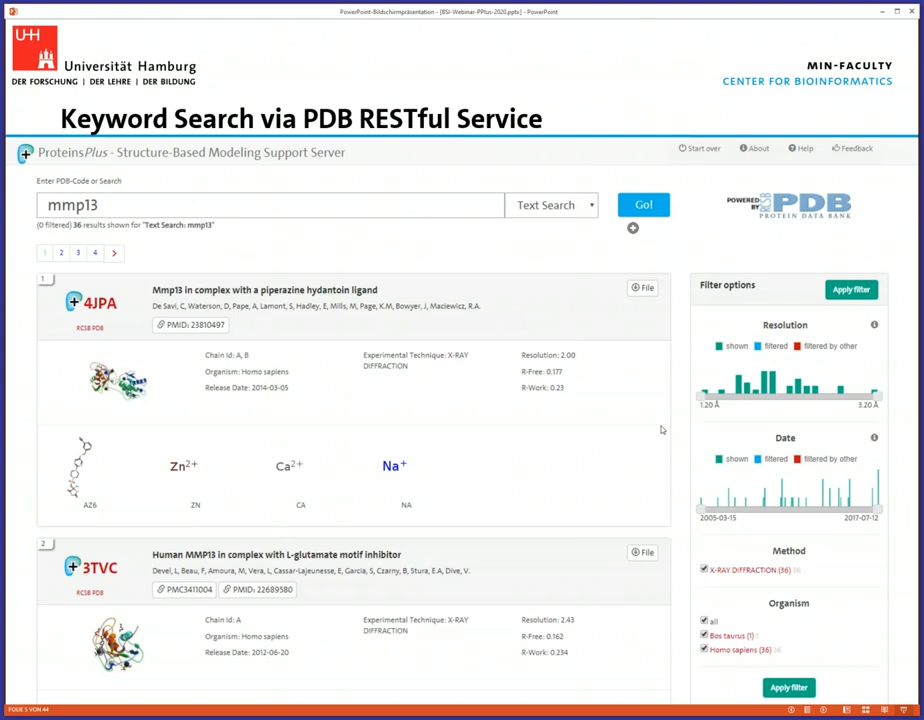 PowerPoint-Bildschirmpräsentation - [BSI-Webinar-PPlus-2020.pptx] - PowerPoint
UH
Universität Hamburg
DER FORSCHUNG | DER LEHRE | DER BILDUNG
MIN-FACULTY
CENTER FOR BIOINFORMATICS
Keyword Search via PDB RESTful Service
ProteinsPlus - Structure-Based Modeling Support Server
Start over
About
Help
Feedback
Enter PDB-Code or Search
mmp13
Text Search
Go!
POWERED BY RCSB PDB
PROTEIN DATA BANK
(0 filtered) 36 results shown for "Text Search: mmp13"
1 2 3 4 >
1
4JPA
RCSB PDB
Mmp13 in complex with a piperazine hydantoin ligand
File
De Savi, C, Waterson, D, Pape, A, Lamont, S, Hadley, E, Mills, M, Page, K.M, Bowyer, J, Maciewicz, R.A.
PMID: 23810497
Chain Id: A, B
Organism: Homo sapiens
Release Date: 2014-03-05
Experimental Technique: X-RAY
DIFFRACTION
Resolution: 2.00
R-Free: 0.177
R-Work: 0.23
Zn2+
Ca2+
Na+
AZ6
ZN
CA
NA
2
3TVC
RCSB PDB
Human MMP13 in complex with L-glutamate motif inhibitor
File
Devel, L, Beau, F, Amoura, M, Vera, L, Cassar-Lajeunesse, E, Garcia, S, Czarny, B, Stura, E.A, Dive, V.
PMC3411004
PMID: 22689580
Chain Id: A
Organism: Homo sapiens
Release Date: 2012-06-20
Experimental Technique: X-RAY
DIFFRACTION
Resolution: 2.43
R-Free: 0.162
R-Work: 0.234
Filter options
Apply filter
Resolution
shown filtered filtered by other
1.20 Å 3.20 Å
Date
shown filtered filtered by other
2005-03-15 2017-07-12
Method
X-RAY DIFFRACTION (36) 36
Organism
all
Bos taurus (1) 1
Homo sapiens (36) 36
Apply filter
FOLIE 5 VON 44